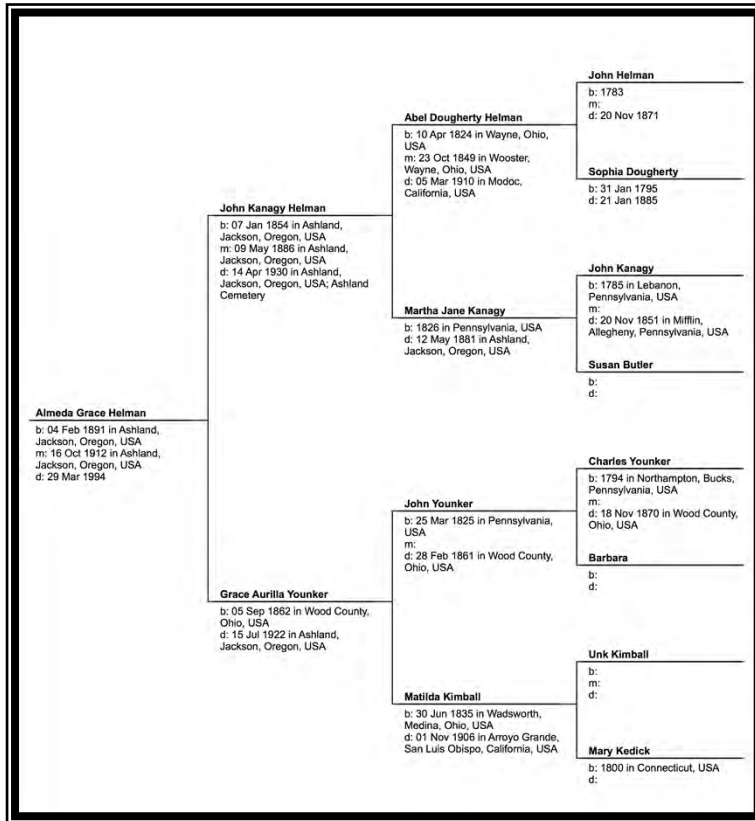 John Helman
b: 1783
m:
d: 20 Nov 1871
Abel Dougherty Helman
b: 10 Apr 1824 in Wayne, Ohio,
USA
m: 23 Oct 1849 in Wooster,
Wayne, Ohio, USA
d: 05 Mar 1910 in Modoc,
California, USA
Sophia Dougherty
b: 31 Jan 1795
d: 21 Jan 1885
John Kanagy Helman
b: 07 Jan 1854 in Ashland,
Jackson, Oregon, USA
m: 09 May 1886 in Ashland,
Jackson, Oregon, USA
d: 14 Apr 1930 in Ashland,
Jackson, Oregon, USA; Ashland
Cemetery
John Kanagy
b: 1785 in Lebanon,
Pennsylvania, USA
m:
d: 20 Nov 1851 in Mifflin,
Allegheny, Pennsylvania, USA
Martha Jane Kanagy
b: 1826 in Pennsylvania, USA
d: 12 May 1881 in Ashland,
Jackson, Oregon, USA
Susan Butler
b:
d:
Almeda Grace Helman
b: 04 Feb 1891 in Ashland,
Jackson, Oregon, USA
m: 16 Oct 1912 in Ashland,
Jackson, Oregon, USA
d: 29 Mar 1994
Charles Younker
b: 1794 in Northampton, Bucks,
Pennsylvania, USA
m:
d: 18 Nov 1870 in Wood County,
Ohio, USA
John Younker
b: 25 Mar 1825 in Pennsylvania,
USA
m:
d: 28 Feb 1861 in Wood County,
Ohio, USA
Barbara
b:
d:
Grace Aurilla Younker
b: 05 Sep 1862 in Wood County,
Ohio, USA
d: 15 Jul 1922 in Ashland,
Jackson, Oregon, USA
Unk Kimball
b:
m:
d:
Matilda Kimball
b: 30 Jun 1835 in Wadsworth,
Medina, Ohio, USA
d: 01 Nov 1906 in Arroyo Grande,
San Luis Obispo, California, USA
Mary Kedick
b: 1800 in Connecticut, USA
d: